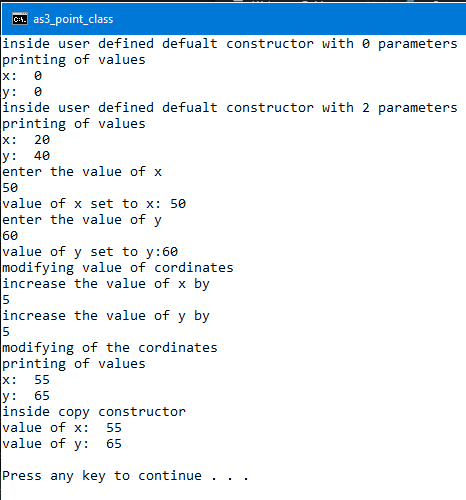 C:\. as3_point_class
inside user defined defualt constructor with 0 parameters
printing of values
x:  0
y:  0
inside user defined defualt constructor with 2 parameters
printing of values
x:  20
y:  40
enter the value of x
50
value of x set to x: 50
enter the value of y
60
value of y set to y:60
modifying value of cordinates
increase the value of x by
5
increase the value of y by
5
modifying of the cordinates
printing of values
x:  55
y:  65
inside copy constructor
value of x:  55
value of y:  65
Press any key to continue . . .